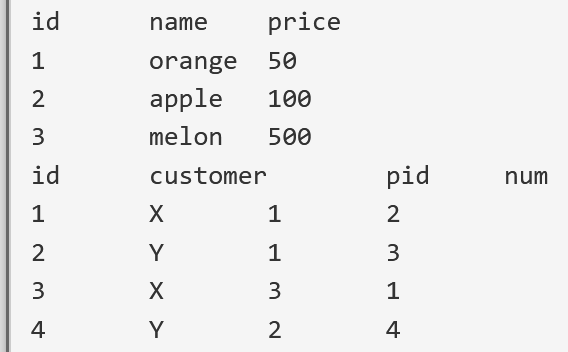 id name price
1 orange 50
2 apple 100
3 melon 500
id customer pid num
1 X 1 2
2 Y 1 3
3 X 3 1
4 Y 2 4